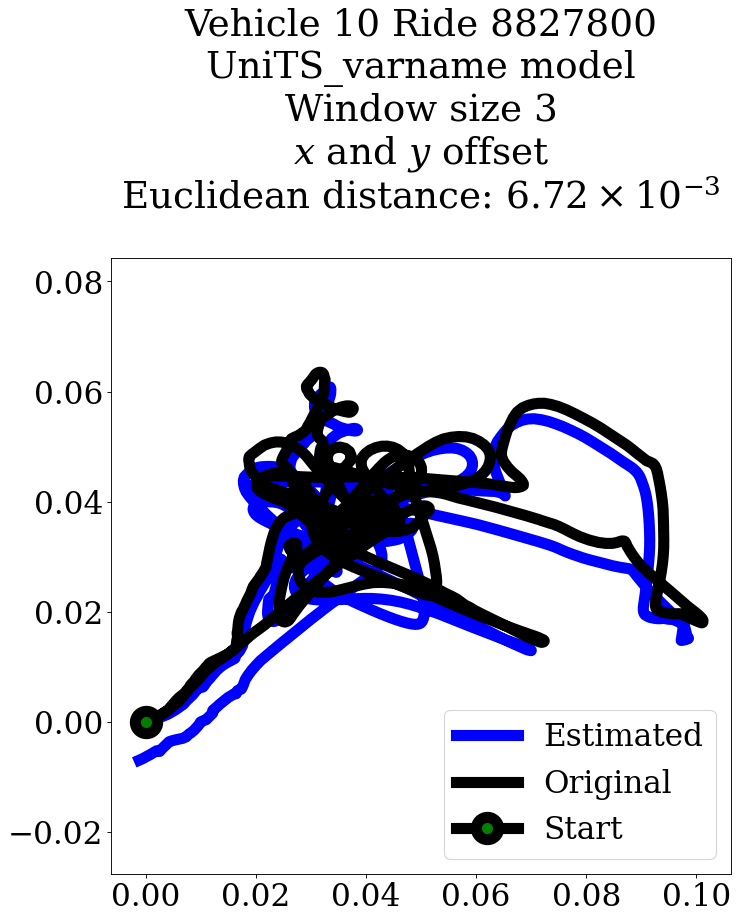 Vehicle 10 Ride 8827800
UniTS_varname model
Window size 3
x and y offset
Euclidean distance: 6.72 × 10⁻³
0.08
0.06
0.04
0.02
0.00
−0.02
0.00 0.02 0.04 0.06 0.08 0.10
Estimated
Original
Start